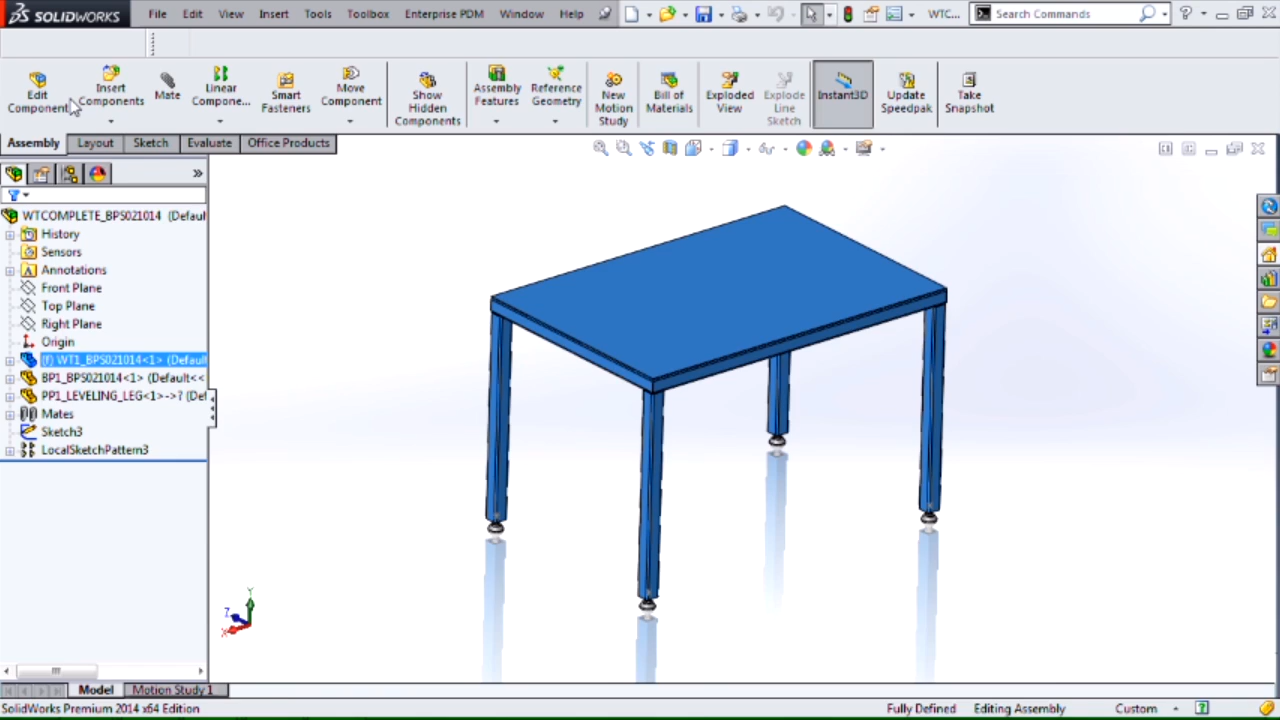 SOLIDWORKS File Edit View Insert Tools Toolbox Enterprise PDM Window Help WTC... Search Commands
Edit Component
Insert Components
Mate
Linear Compone...
Smart Fasteners
Move Component
Show Hidden Components
Assembly Features
Reference Geometry
New Motion Study
Bill of Materials
Exploded View
Explode Line Sketch
Instant3D
Update Speedpak
Take Snapshot
Assembly Layout Sketch Evaluate Office Products
WTCOMPLETE_BPS021014 (Defaul
History
Sensors
Annotations
Front Plane
Top Plane
Right Plane
Origin
(f) WT1_BPS021014<1> (Default
BP1_BPS021014<1> (Default<<
PP1_LEVELING_LEG<1>->? (Def
Mates
Sketch3
LocalSketchPattern3
Y
Z
X
Model Motion Study 1
SolidWorks Premium 2014 x64 Edition Fully Defined Editing Assembly Custom